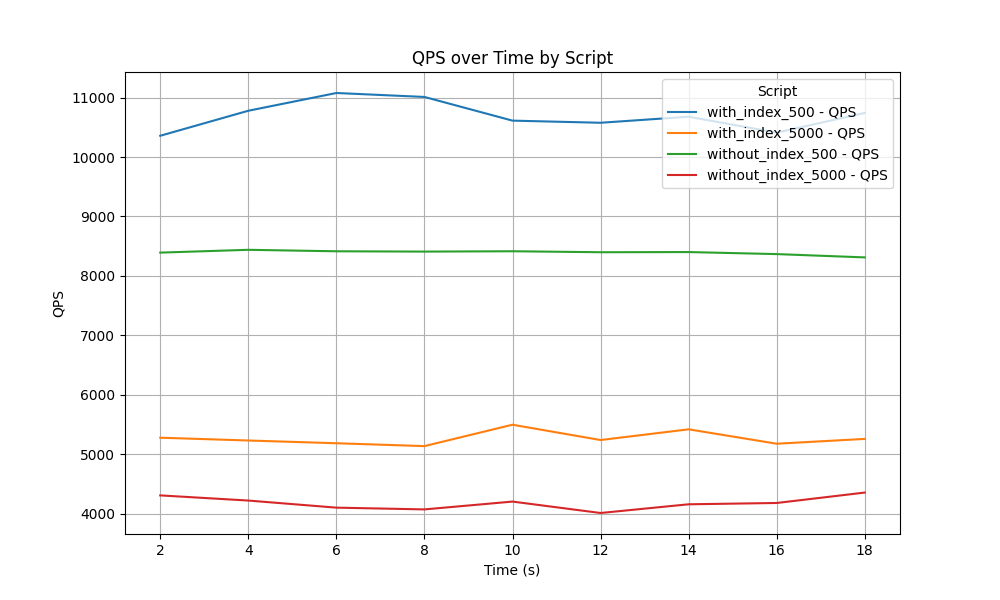 QPS over Time by Script
Script
with_index_500 - QPS
with_index_5000 - QPS
without_index_500 - QPS
without_index_5000 - QPS
QPS
11000
10000
9000
8000
7000
6000
5000
4000
2 4 6 8 10 12 14 16 18
Time (s)